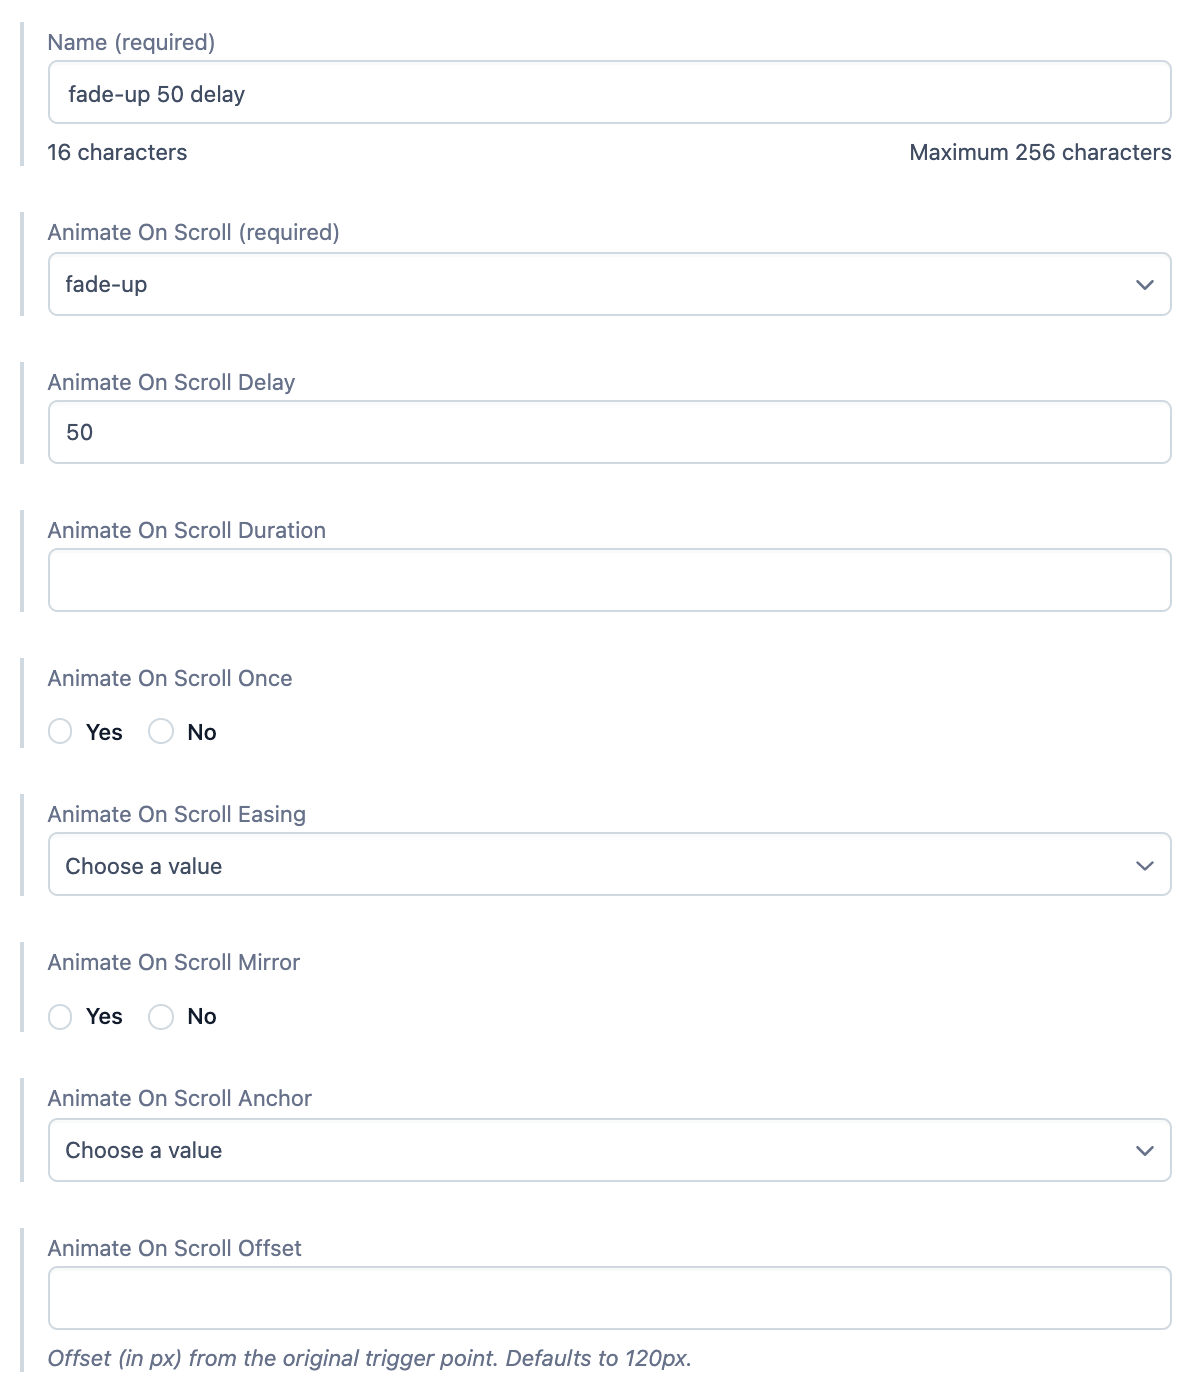 Name (required)
fade-up 50 delay
16 characters Maximum 256 characters
Animate On Scroll (required)
fade-up
Animate On Scroll Delay
50
Animate On Scroll Duration
Animate On Scroll Once
Yes No
Animate On Scroll Easing
Choose a value
Animate On Scroll Mirror
Yes No
Animate On Scroll Anchor
Choose a value
Animate On Scroll Offset
Offset (in px) from the original trigger point. Defaults to 120px.